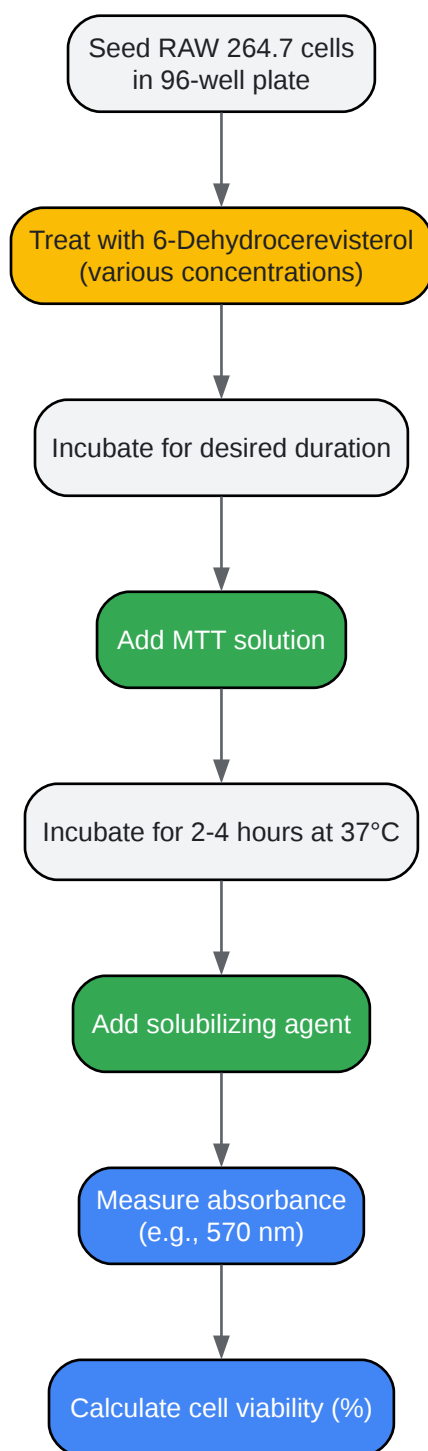 Seed RAW 264.7 cells
in 96-well plate
Treat with 6-Dehydrocerevisterol
(various concentrations)
Incubate for desired duration
Add MTT solution
Incubate for 2-4 hours at 37°C
Add solubilizing agent
Measure absorbance
(e.g., 570 nm)
Calculate cell viability (%)